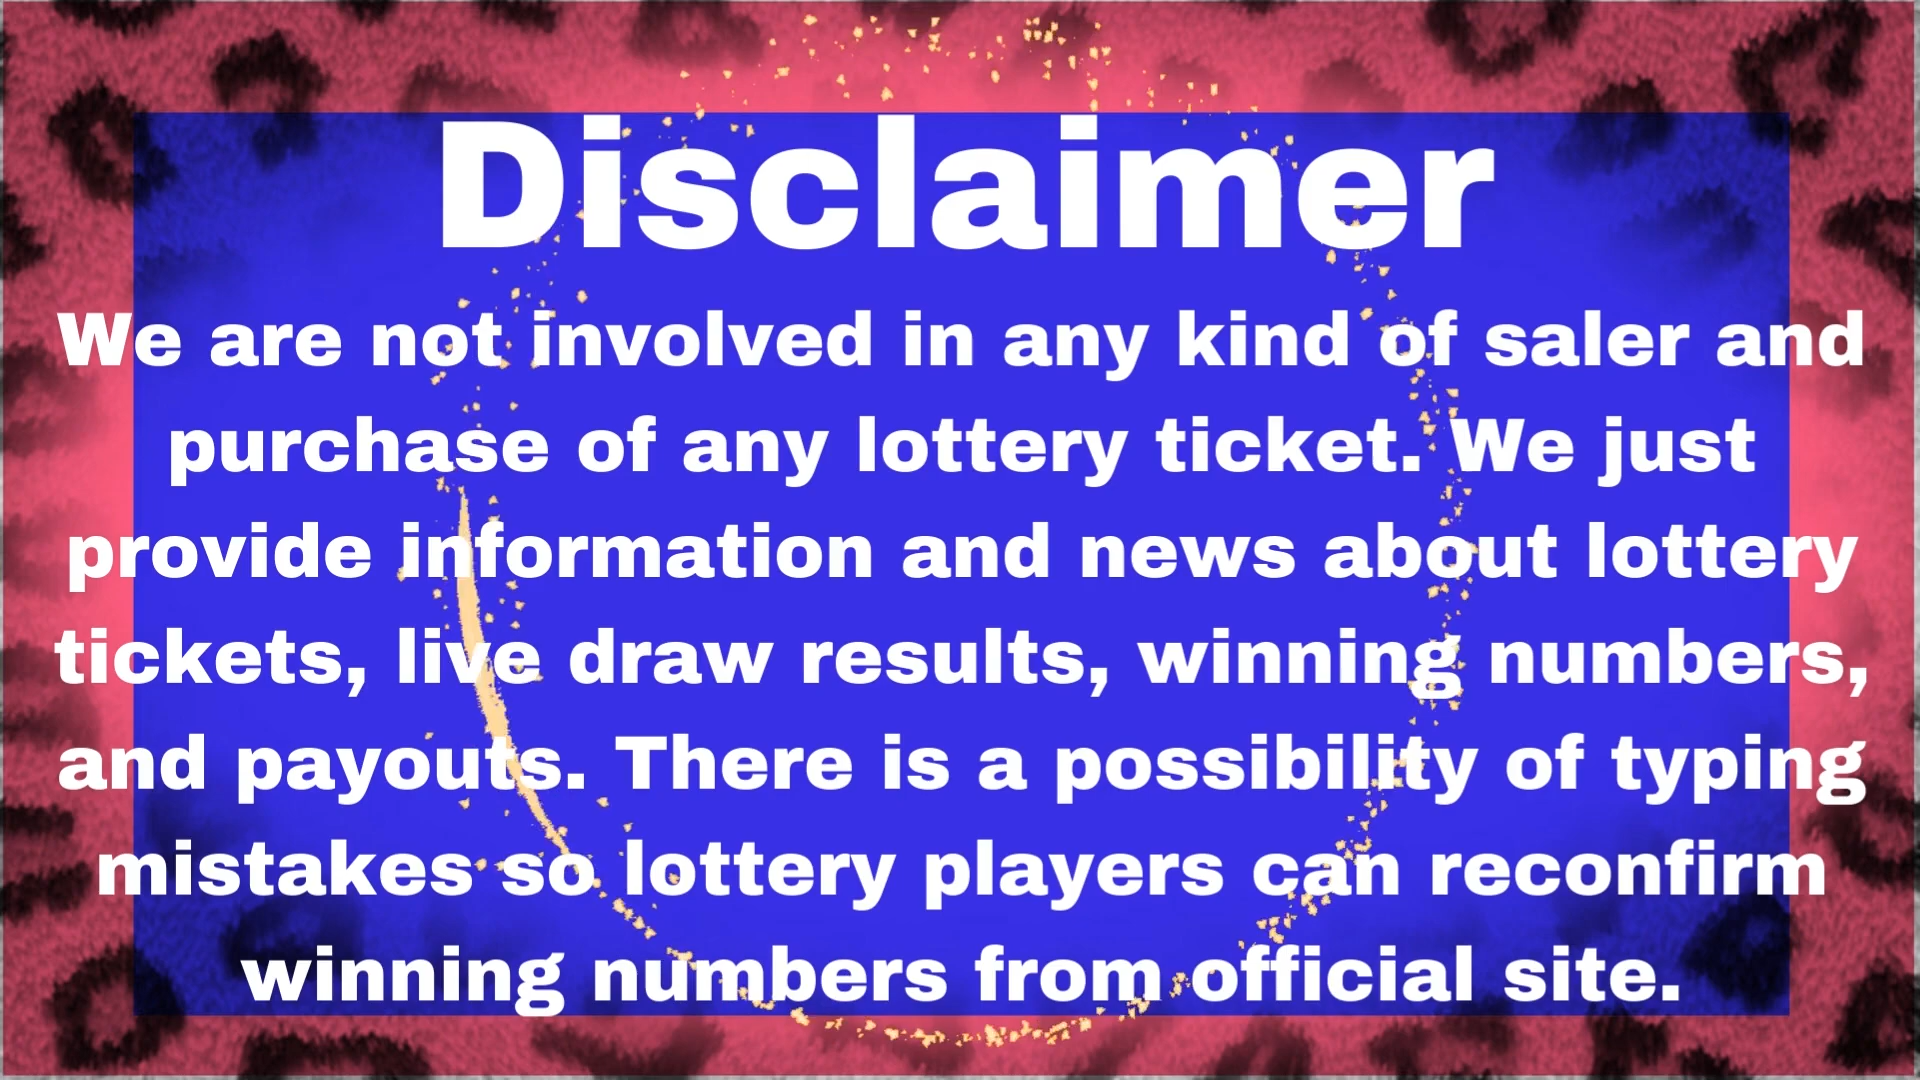 Disclaimer
We are not involved in any kind of saler and
purchase of any lottery ticket. We just
provide information and news about lottery
tickets, live draw results, winning numbers,
and payouts. There is a possibility of typing
mistakes so lottery players can reconfirm
winning numbers from official site.